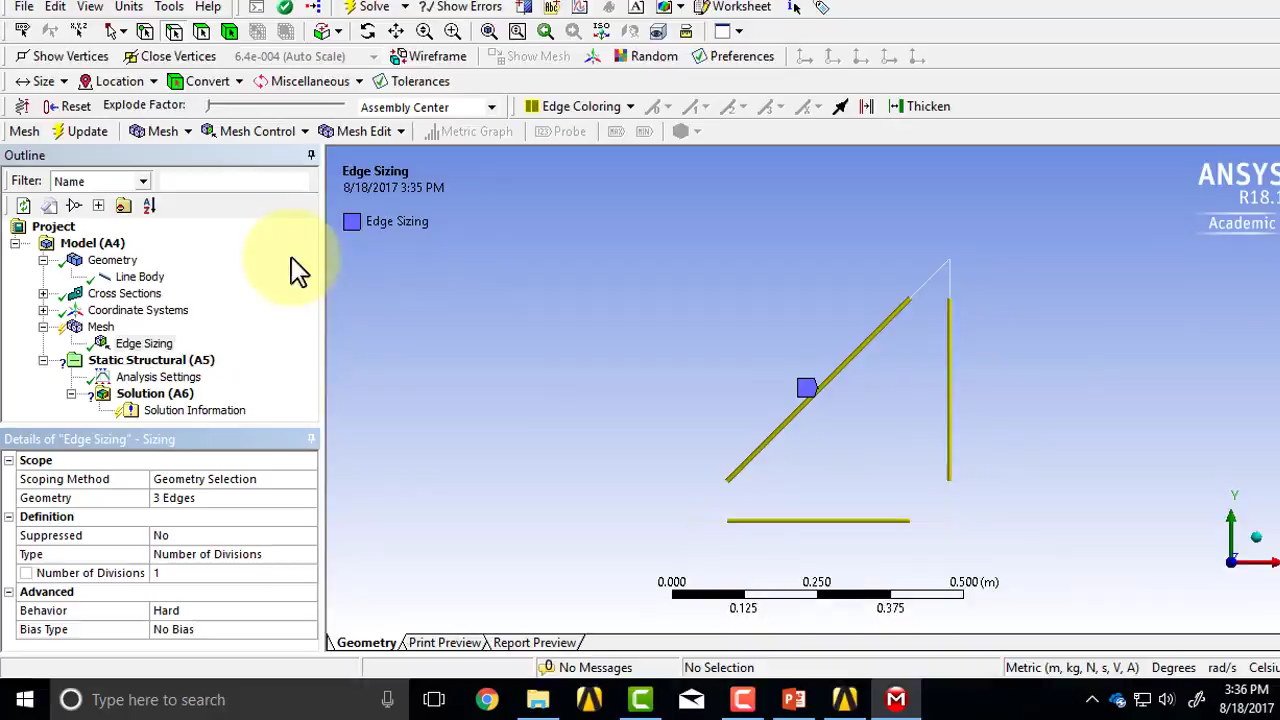 File Edit View Units Tools Help Solve ?/ Show Errors Worksheet
Show Vertices Close Vertices 6.4e-004 (Auto Scale) Wireframe Show Mesh Random Preferences
Size Location Convert Miscellaneous Tolerances
Reset Explode Factor: Assembly Center Edge Coloring Thicken
Mesh Update Mesh Mesh Control Mesh Edit Metric Graph Probe
Outline
Filter: Name
Project
Model (A4)
Geometry
Line Body
Cross Sections
Coordinate Systems
Mesh
Edge Sizing
Static Structural (A5)
Analysis Settings
Solution (A6)
Solution Information
Details of "Edge Sizing" - Sizing
Scope
Scoping Method Geometry Selection
Geometry 3 Edges
Definition
Suppressed No
Type Number of Divisions
Number of Divisions 1
Advanced
Behavior Hard
Bias Type No Bias
Edge Sizing
8/18/2017 3:35 PM
Edge Sizing
ANSYS
R18.1
Academic
Y
0.000 0.250 0.500 (m)
0.125 0.375
Geometry Print Preview Report Preview
No Messages No Selection Metric (m, kg, N, s, V, A) Degrees rad/s Celsi
Type here to search
3:36 PM
8/18/2017